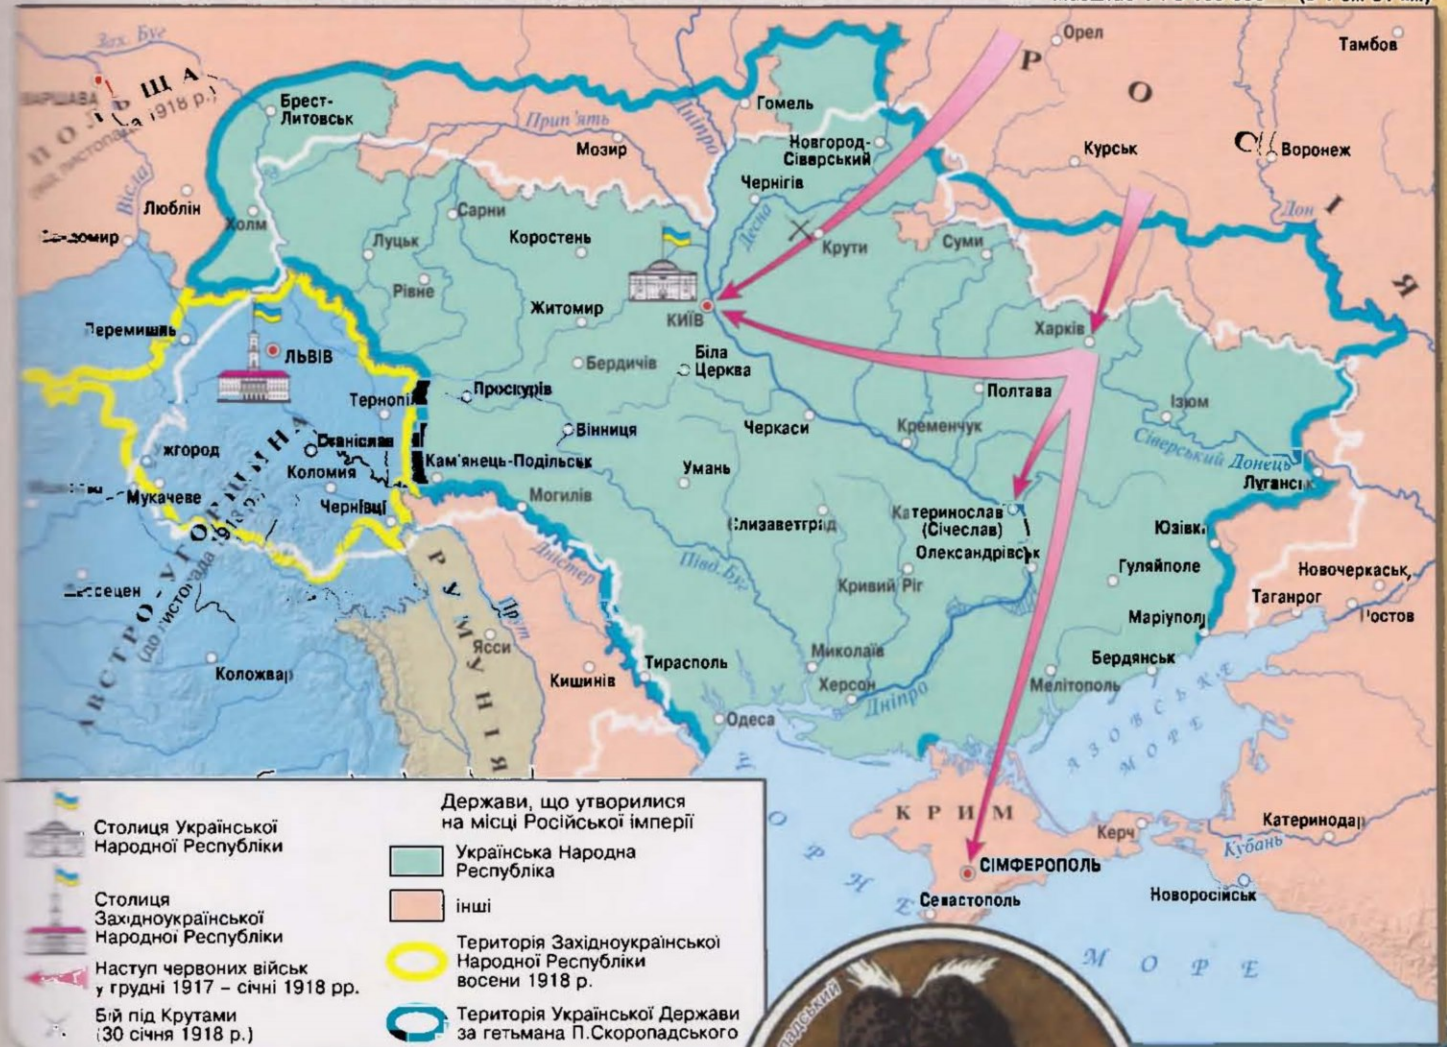 Зах. Буг
Орел
Тамбов
Р О С І Я
Брест-
Литовськ
Гомель
Прип'ять
Дніпро
Мозир
Новгород-
Сіверський
Курськ
Воронеж
Чернігів
Вісла
Люблін
Дон
Холм
Сарни
Десна
Луцьк
Коростень
Крути
Суми
Рівне
Житомир
КИЇВ
Харків
Перемишль
ЛЬВІВ
Бердичів
Біла
Церква
Проскурів
Полтава
Ізюм
Тернопіл
Вінниця
Черкаси
Кременчук
Сіверський Донець
Станіслав
Коломия
Кам'янець-Подільськ
Умань
Луганськ
Мукачеве
Чернівці
Могилів
Єлизаветград
Катеринослав
(Січеслав)
Юзівка
Олександрівськ
Дністер
Півд. Буг
Кривий Ріг
Гуляйполе
Новочеркаськ
Таганрог
Ростов
Маріуполь
АВСТРО-УГОРЩИНА
РУМУНІЯ
Прут
Ясси
Коложвар
Кишинів
Тирасполь
Миколаїв
Херсон
Дніпро
Бердянськ
Мелітополь
Одеса
АЗОВСЬКЕ
МОРЕ
КРИМ
Керч
Катеринодар
Кубань
СІМФЕРОПОЛЬ
Новоросійськ
Севастополь
МОРЕ
Столиця Української
Народної Республіки
Столиця
Західноукраїнської
Народної Республіки
Наступ червоних військ
у грудні 1917 – січні 1918 рр.
Бій під Крутами
(30 січня 1918 р.)
Держави, що утворилися
на місці Російської імперії
Українська Народна
Республіка
інші
Територія Західноукраїнської
Народної Республіки
восени 1918 р.
Територія Української Держави
за гетьмана П.Скоропадського